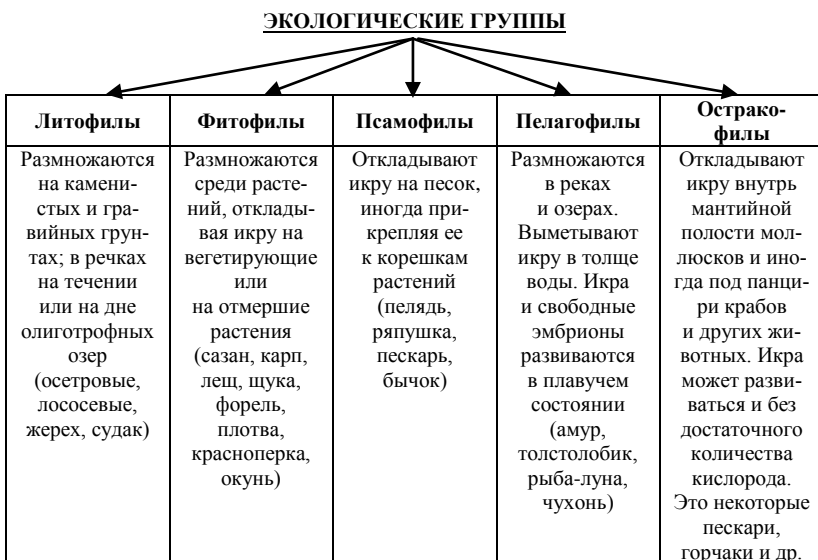 ЭКОЛОГИЧЕСКИЕ ГРУППЫ
Литофилы
Размножаются
на камени-
стых и гра-
вийных грун-
тах; в речках
на течении
или на дне
олиготрофных
озер
(осетровые,
лососевые,
жерех, судак)
Фитофилы
Размножаются
среди расте-
ний, отклады-
вая икру на
вегетирующие
или
на отмершие
растения
(сазан, карп,
лещ, щука,
форель,
плотва,
красноперка,
окунь)
Псамофилы
Откладывают
икру на песок,
иногда при-
крепляя ее
к корешкам
растений
(пелядь,
ряпушка,
пескарь,
бычок)
Пелагофилы
Размножаются
в реках
и озерах.
Выметывают
икру в толще
воды. Икра
и свободные
эмбрионы
развиваются
в плавучем
состоянии
(амур,
толстолобик,
рыба-луна,
чухонь)
Острако-
филы
Откладывают
икру внутрь
мантийной
полости мол-
люсков и ино-
гда под панци-
ри крабов
и других жи-
вотных. Икра
может разви-
ваться и без
достаточного
количества
кислорода.
Это некоторые
пескари,
горчаки и др.